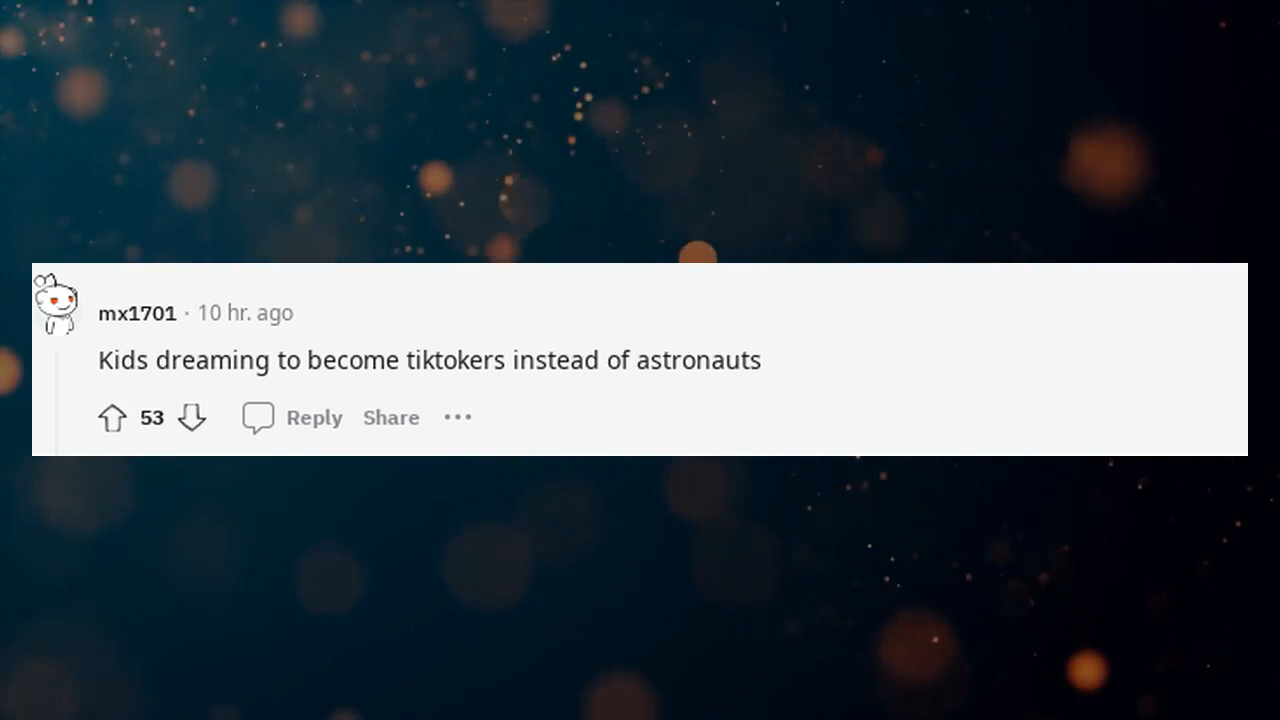 mx1701 · 10 hr. ago
Kids dreaming to become tiktokers instead of astronauts
53 Reply Share ···